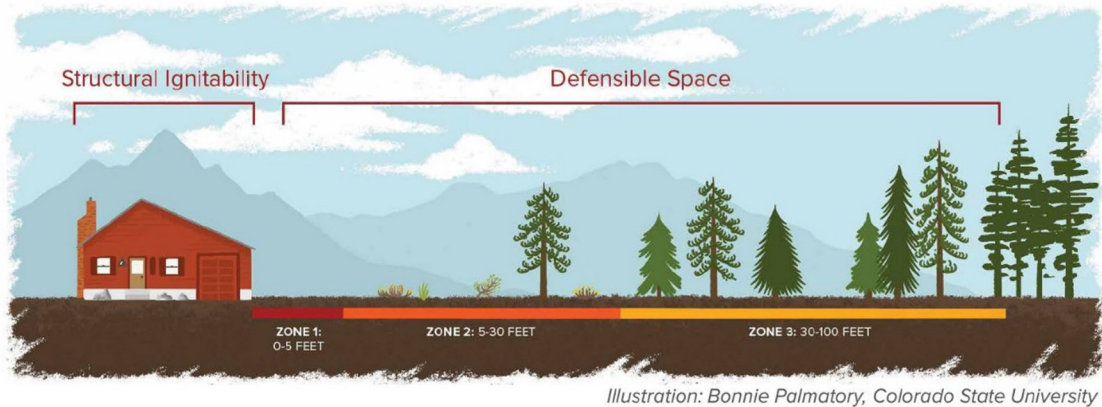 Structural Ignitability
Defensible Space
ZONE 1:
0-5 FEET
ZONE 2: 5-30 FEET
ZONE 3: 30-100 FEET
Illustration: Bonnie Palmatory, Colorado State University